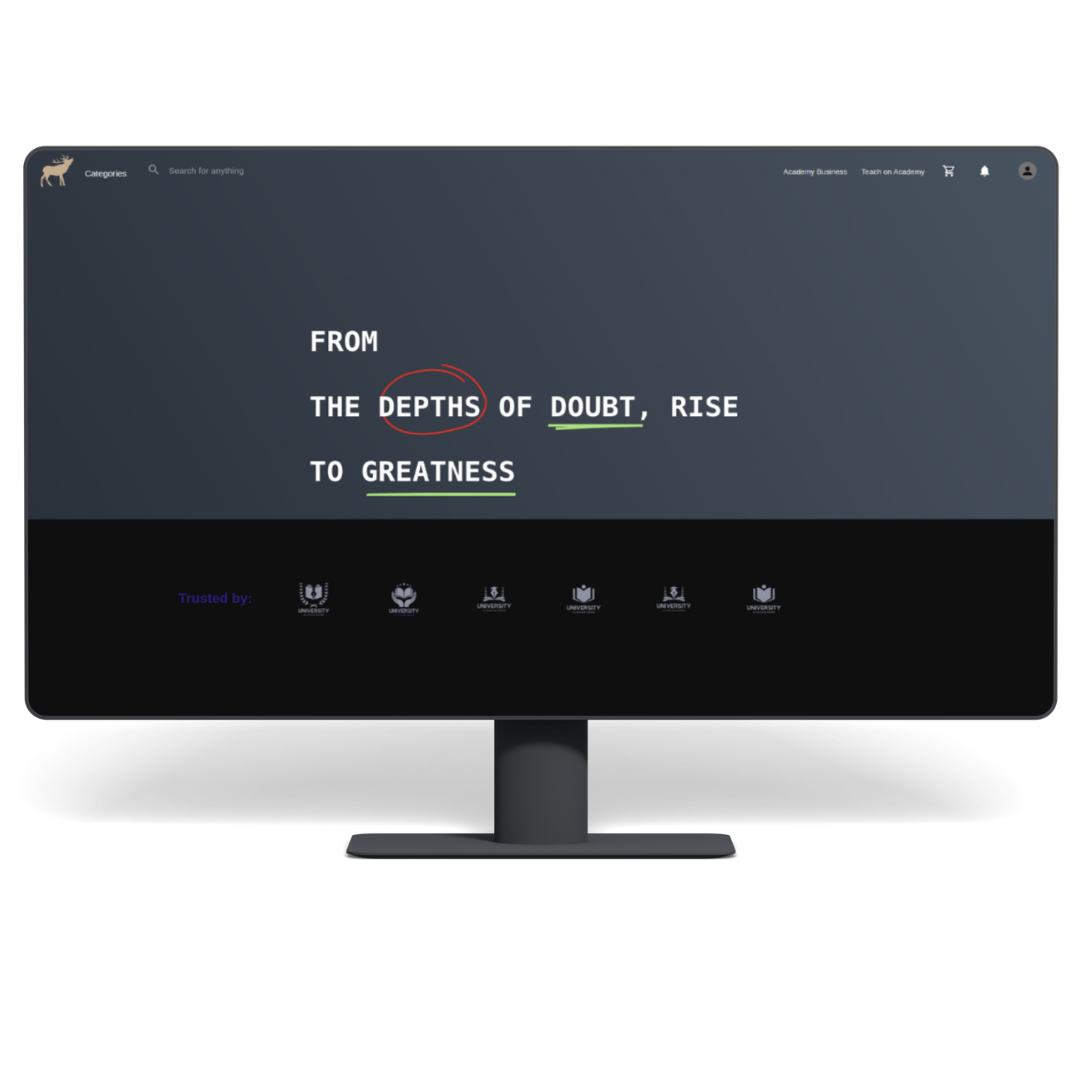 Categories
Search for anything
Academy Business
Teach on Academy
FROM
THE DEPTHS OF DOUBT, RISE
TO GREATNESS
Trusted by:
UNIVERSITY
UNIVERSITY
UNIVERSITY
UNIVERSITY
UNIVERSITY
UNIVERSITY